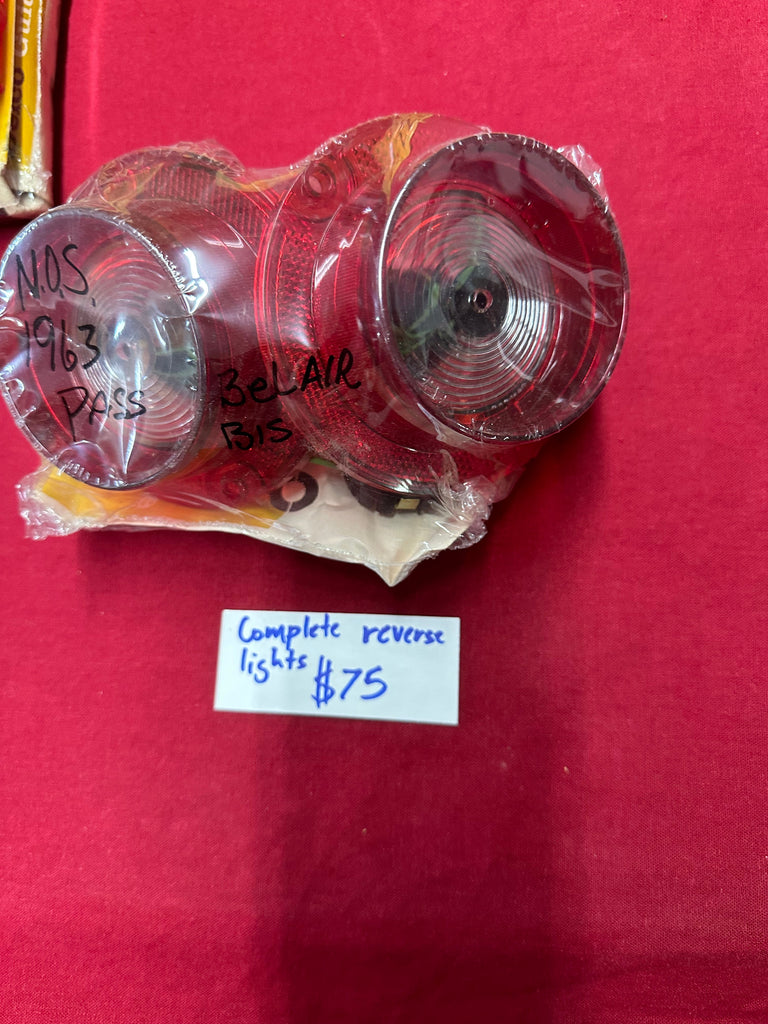 N.O.S.
1963
PASS
BeLAIR
BIS
Complete reverse
lights $75